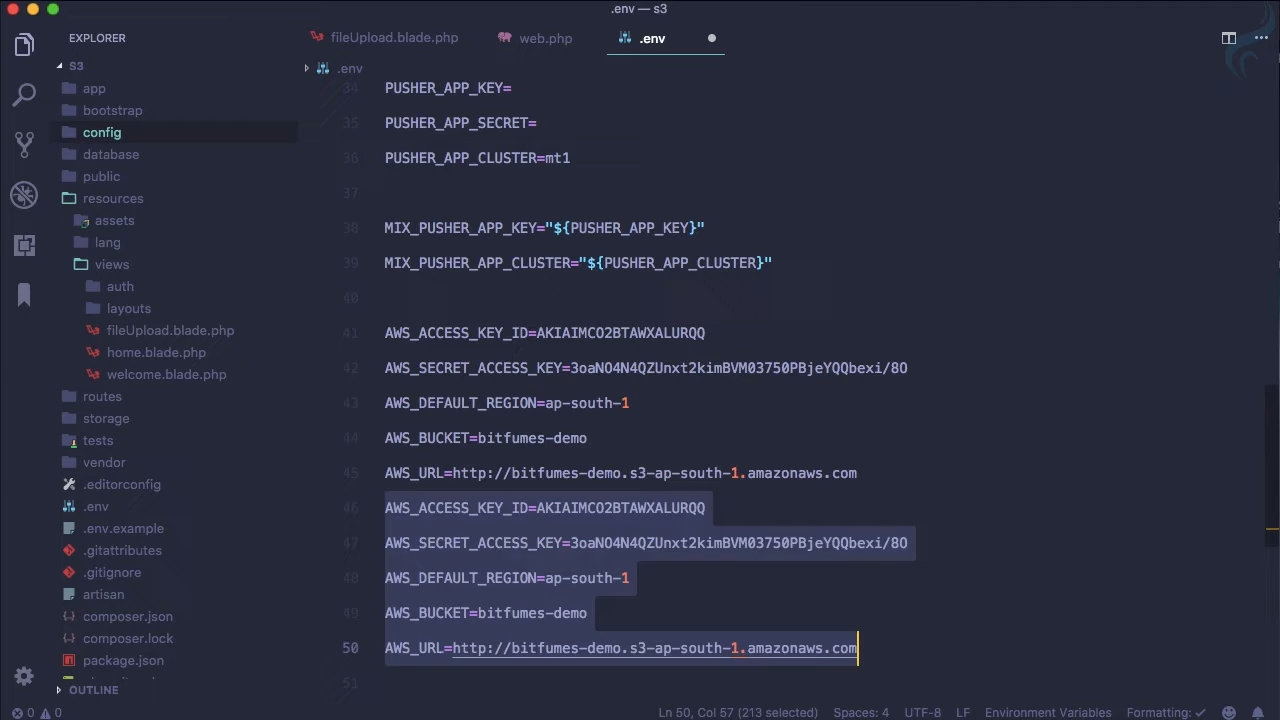 .env — s3
EXPLORER
fileUpload.blade.php
web.php
.env
S3
.env
app
bootstrap
config
database
public
resources
assets
lang
views
auth
layouts
fileUpload.blade.php
home.blade.php
welcome.blade.php
routes
storage
tests
vendor
.editorconfig
.env
.env.example
.gitattributes
.gitignore
artisan
composer.json
composer.lock
package.json
OUTLINE
34 PUSHER_APP_KEY=
35 PUSHER_APP_SECRET=
36 PUSHER_APP_CLUSTER=mt1
37
38 MIX_PUSHER_APP_KEY="${PUSHER_APP_KEY}"
39 MIX_PUSHER_APP_CLUSTER="${PUSHER_APP_CLUSTER}"
40
41 AWS_ACCESS_KEY_ID=AKIAIMCO2BTAWXALURQQ
42 AWS_SECRET_ACCESS_KEY=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
43 AWS_DEFAULT_REGION=ap-south-1
44 AWS_BUCKET=bitfumes-demo
45 AWS_URL=http://bitfumes-demo.s3-ap-south-1.amazonaws.com
46 AWS_ACCESS_KEY_ID=AKIAIMCO2BTAWXALURQQ
47 AWS_SECRET_ACCESS_KEY=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
48 AWS_DEFAULT_REGION=ap-south-1
49 AWS_BUCKET=bitfumes-demo
50 AWS_URL=http://bitfumes-demo.s3-ap-south-1.amazonaws.com
51
0 0
Ln 50, Col 57 (213 selected)
Spaces: 4
UTF-8
LF
Environment Variables
Formatting: ✓